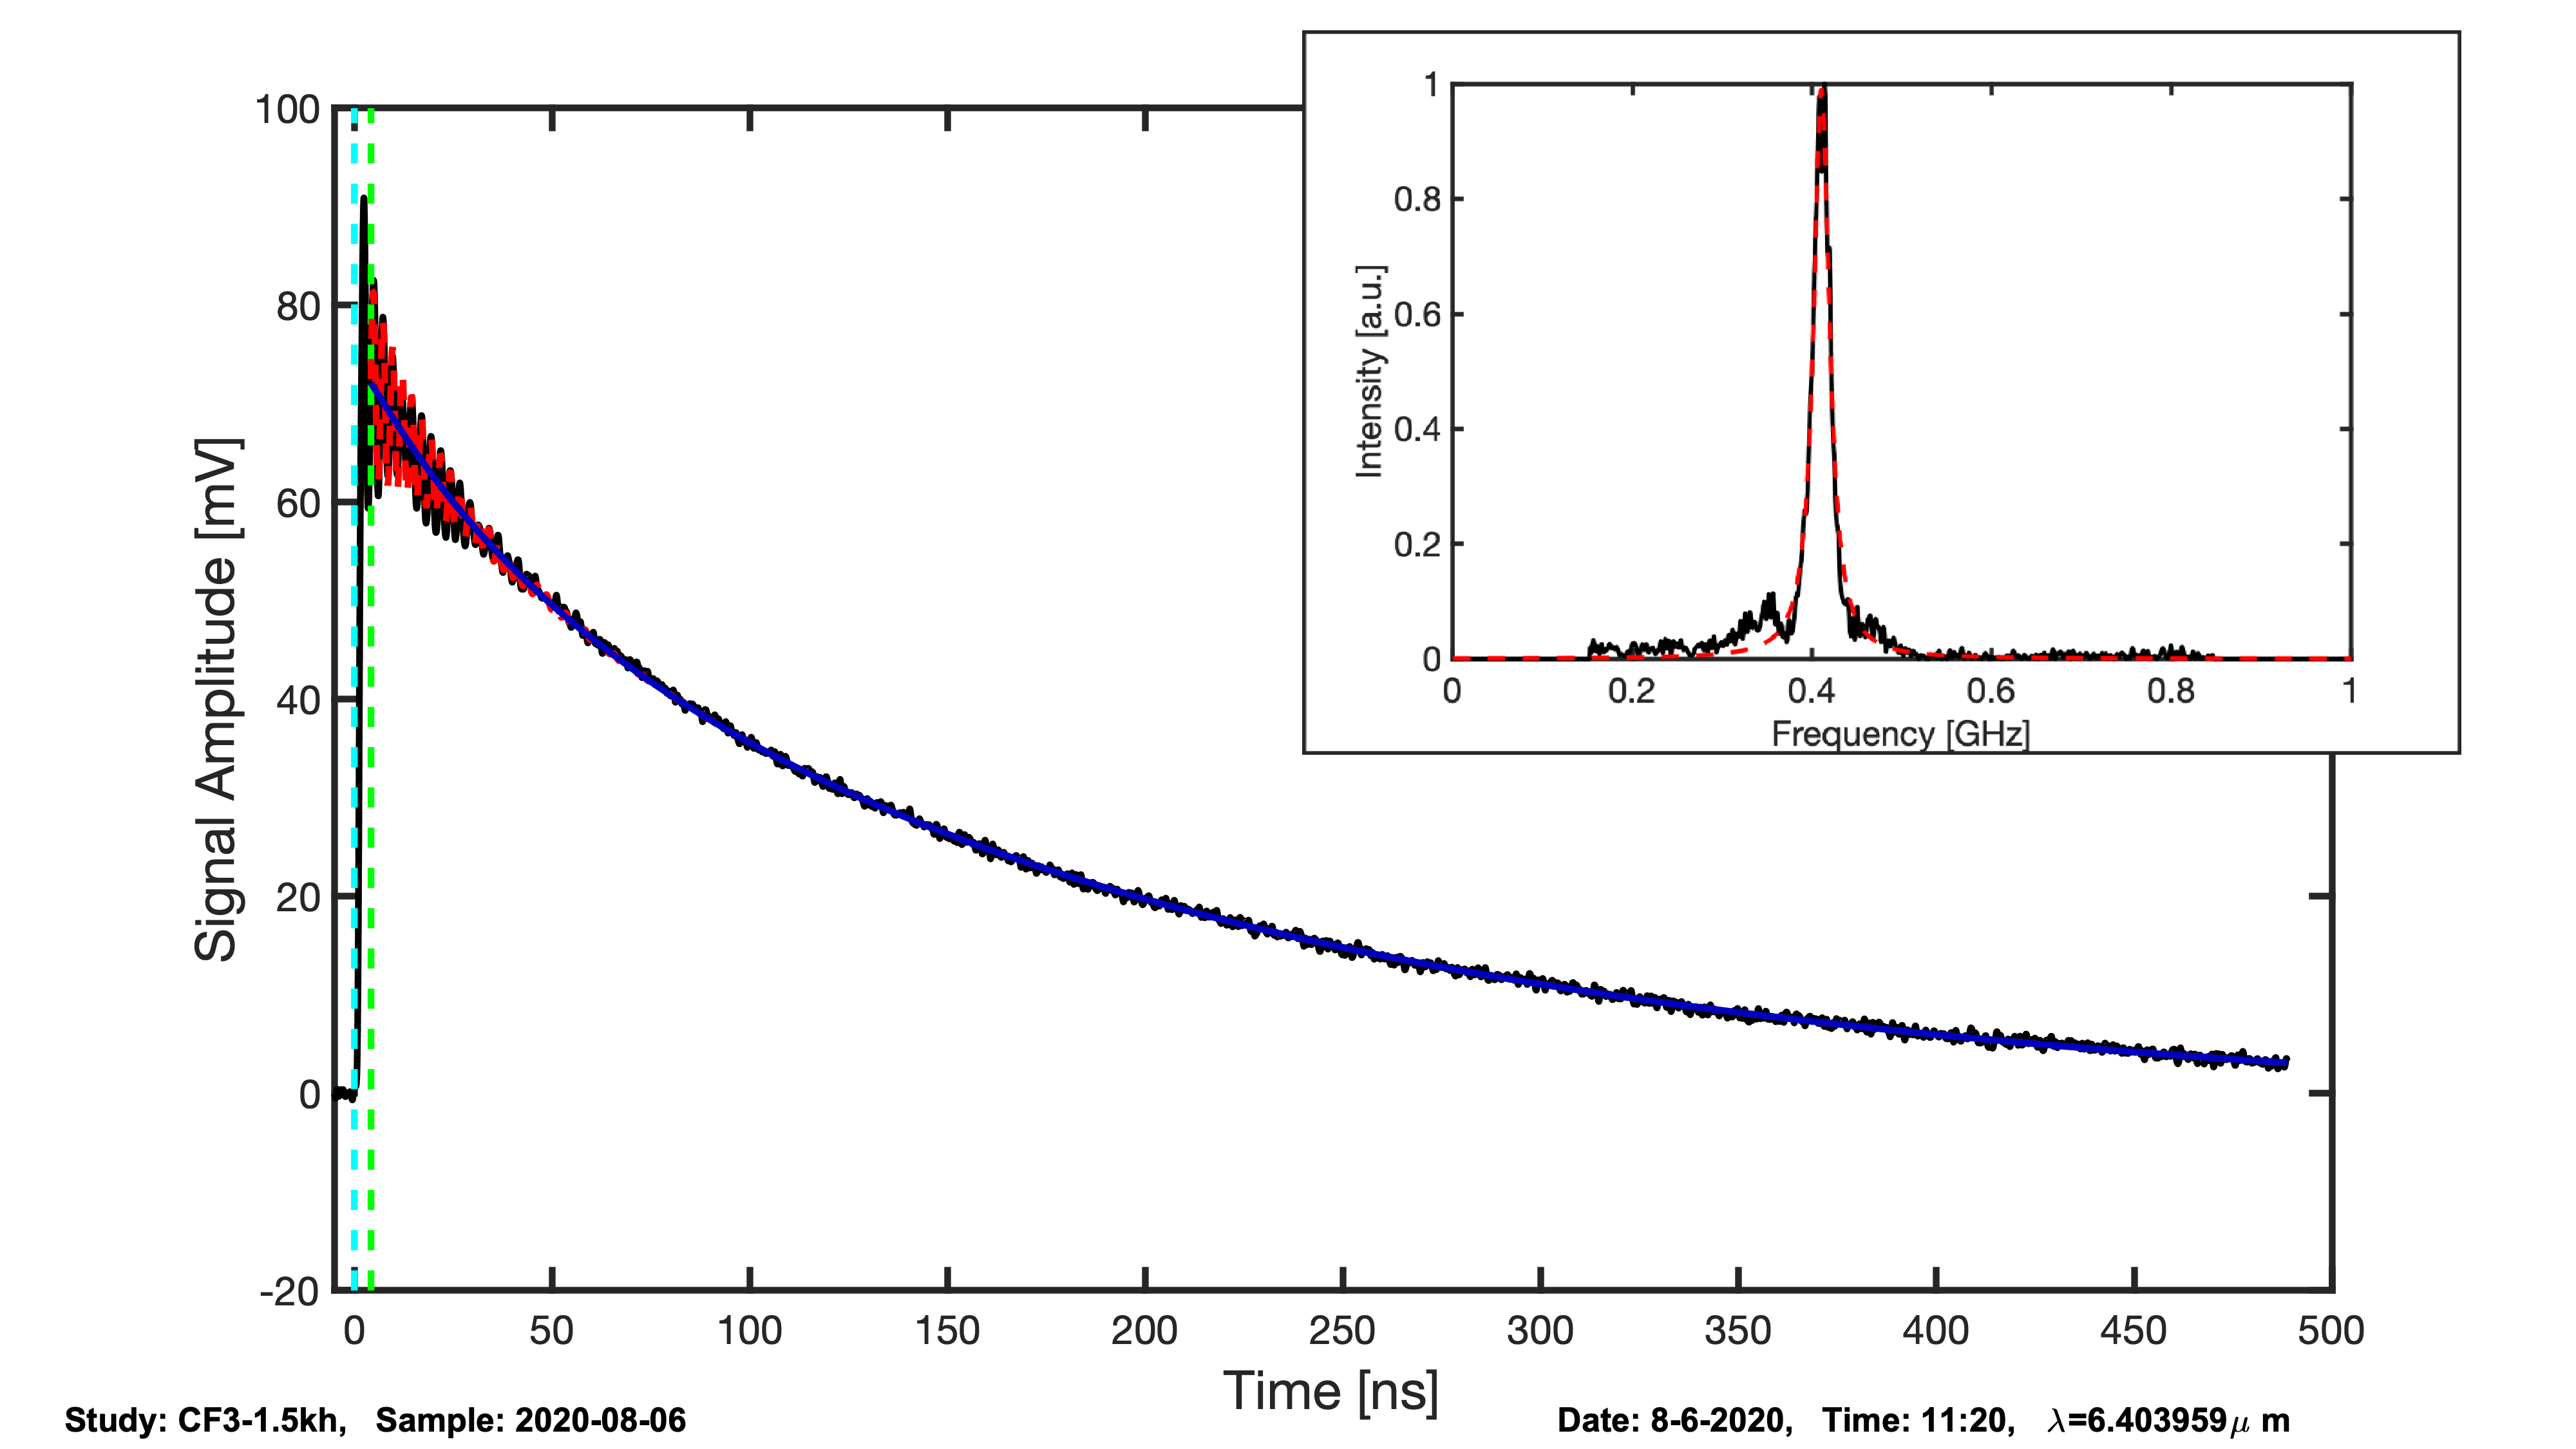 100
80
60
40
20
0
-20
Signal Amplitude [mV]
0 50 100 150 200 250 300 350 400 450 500
Time [ns]
1
0.8
0.6
0.4
0.2
0
Intensity [a.u.]
0 0.2 0.4 0.6 0.8 1
Frequency [GHz]
Study: CF3-1.5kh, Sample: 2020-08-06
Date: 8-6-2020, Time: 11:20, λ=6.403959μ m